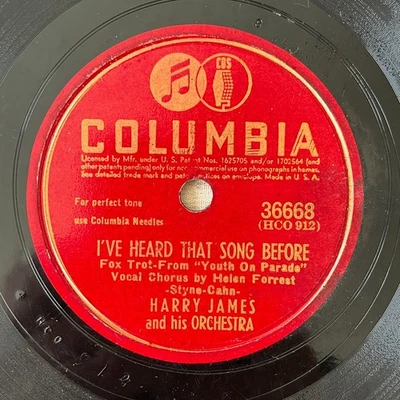 CBS
COLUMBIA
Licensed by Mfr. under U. S. Patent Nos. 1625705 and/or 1702564 (and
other patents pending) only for non-commercial use on phonographs in homes.
See detailed trade mark and patent notices on envelope. Made in U. S. A.
For perfect tone
use Columbia Needles
36668
(HCO 912)
I'VE HEARD THAT SONG BEFORE
Fox Trot-From "Youth On Parade"
Vocal Chorus by Helen Forrest
-Styne-Cahn-
HARRY JAMES
and his ORCHESTRA